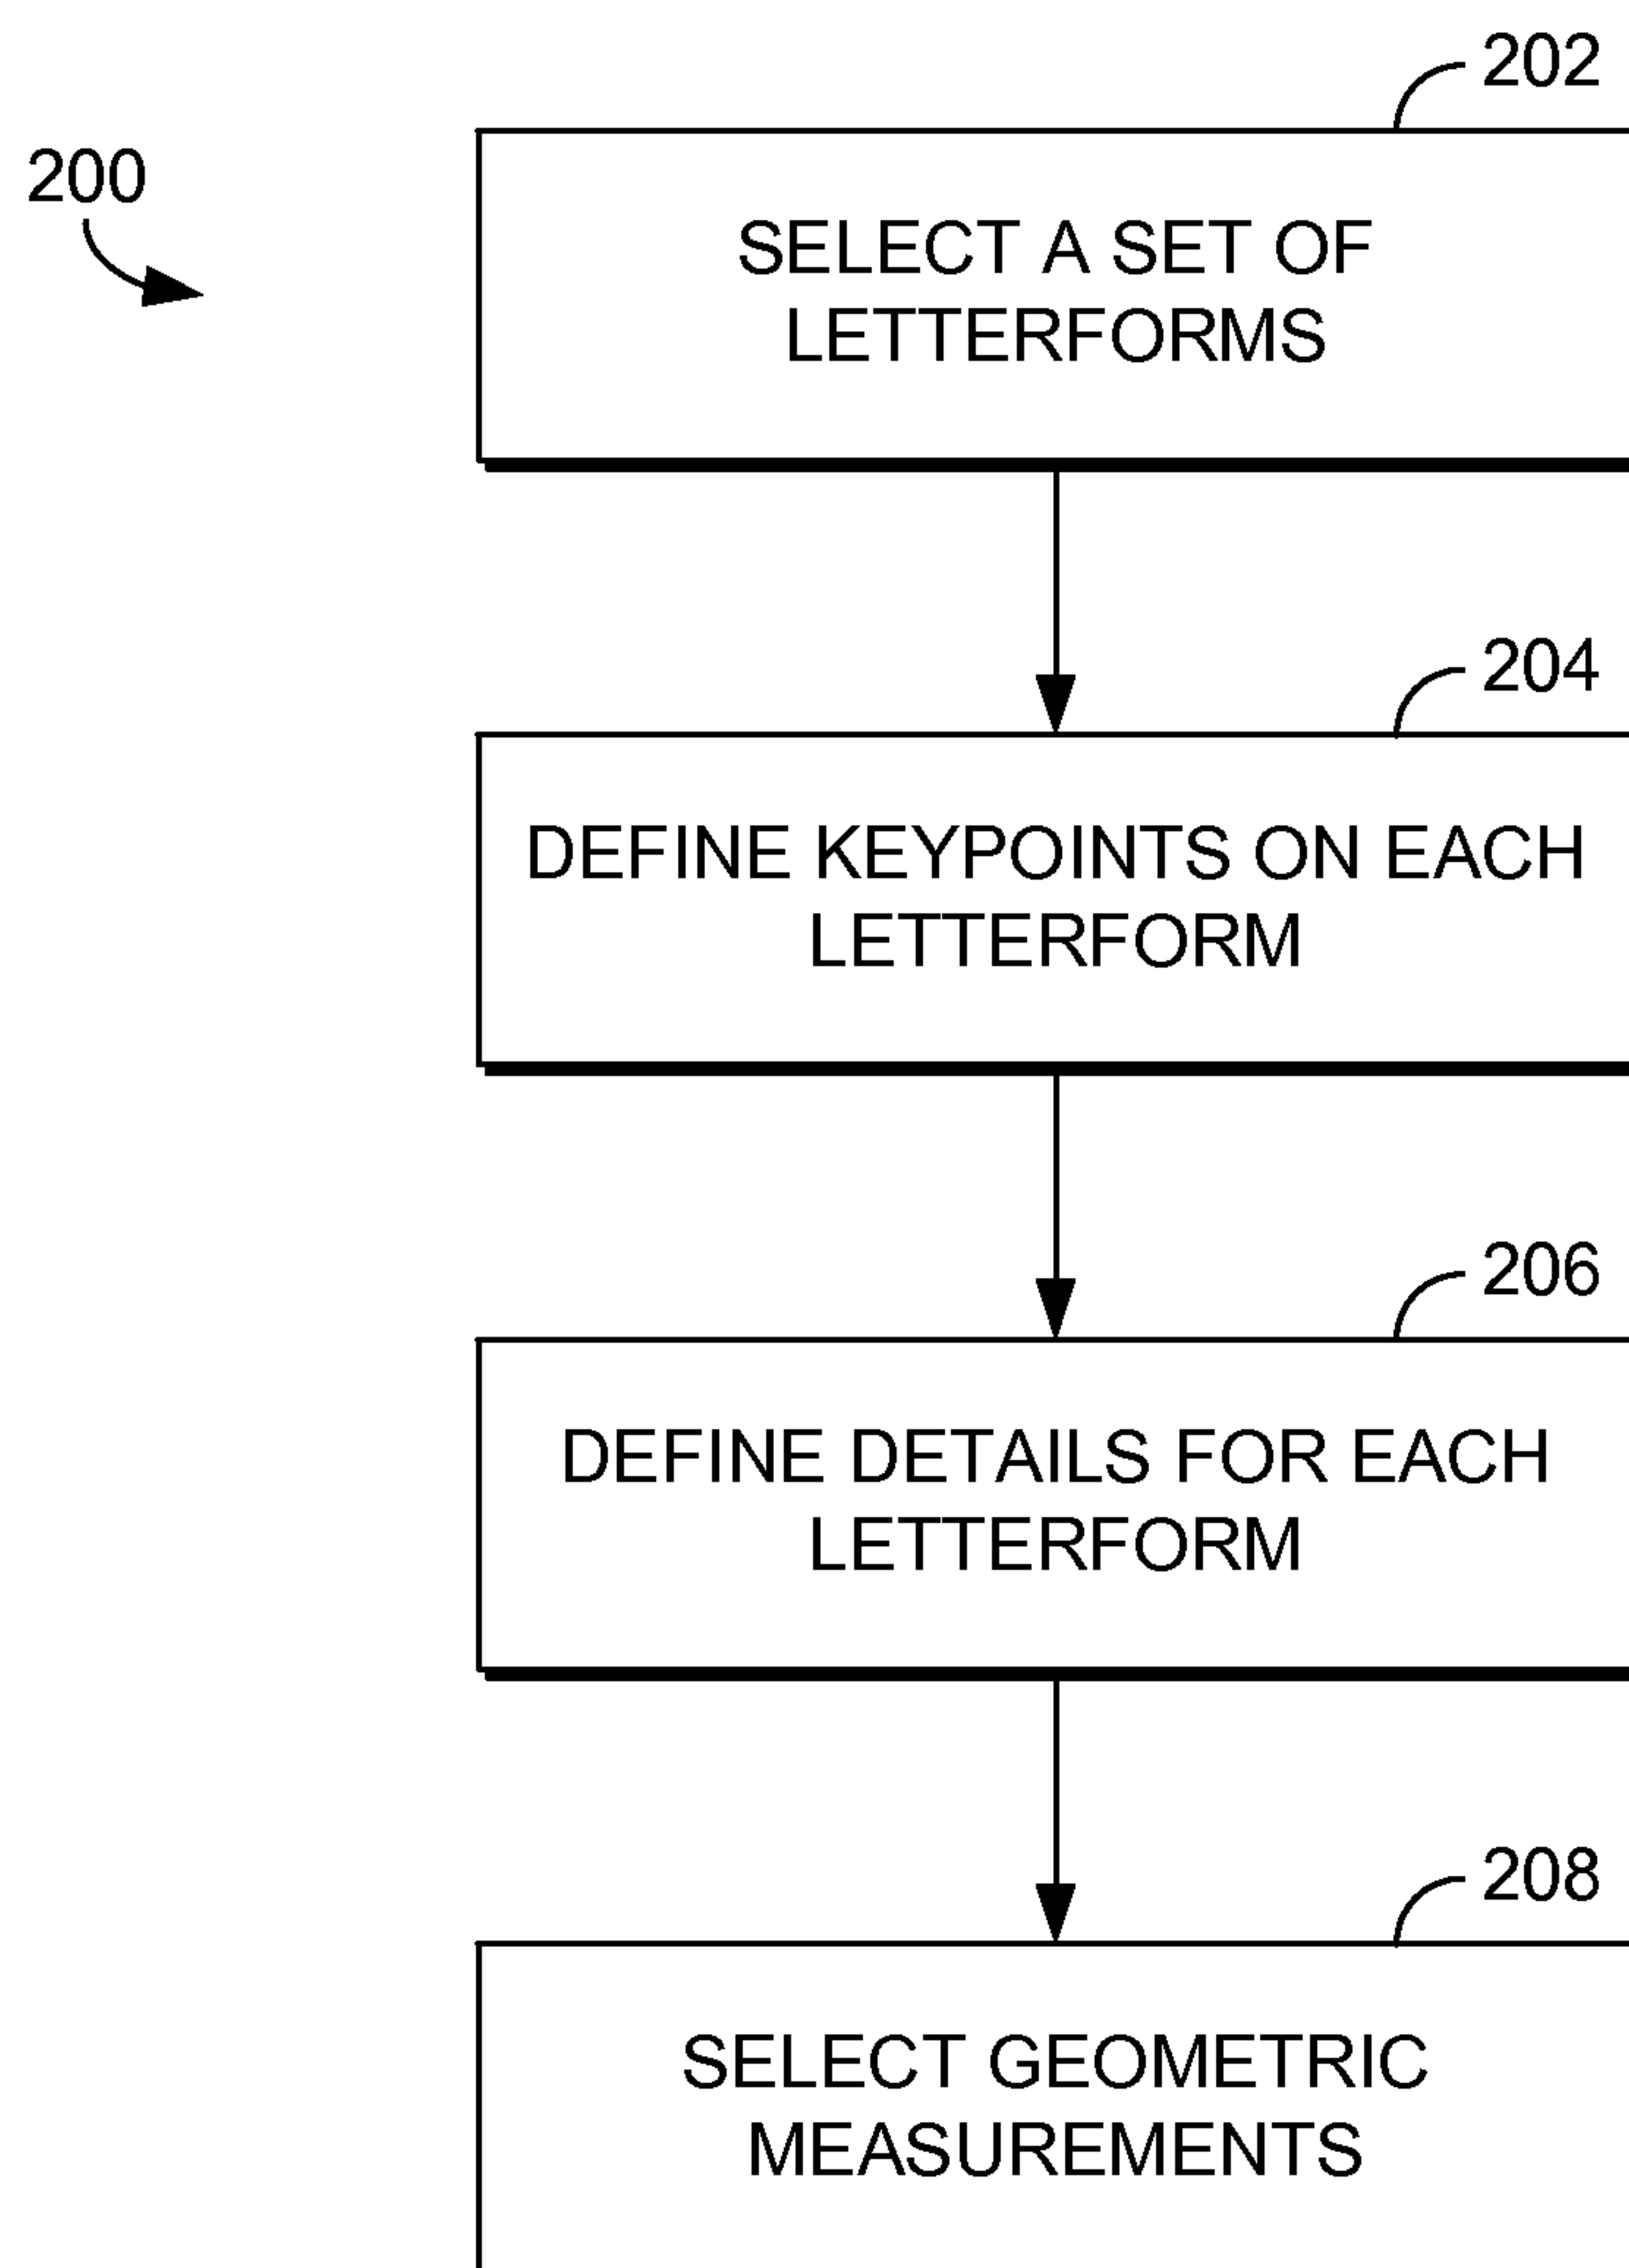 202
200
SELECT A SET OF
LETTERFORMS
204
DEFINE KEYPOINTS ON EACH
LETTERFORM
206
DEFINE DETAILS FOR EACH
LETTERFORM
208
SELECT GEOMETRIC
MEASUREMENTS